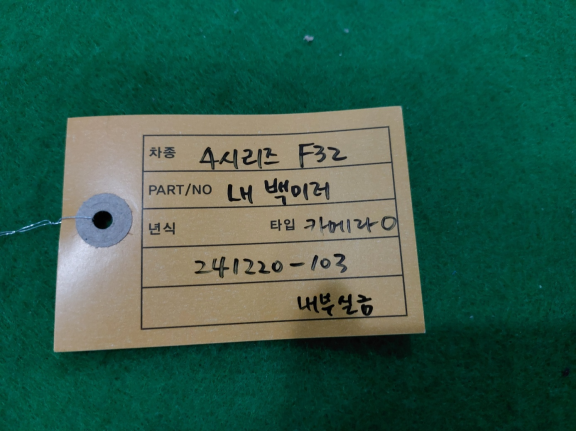 차종 4시리즈 F32
PART/NO LH 백미러
년식 타입 카메라O
241220-103
내부실금